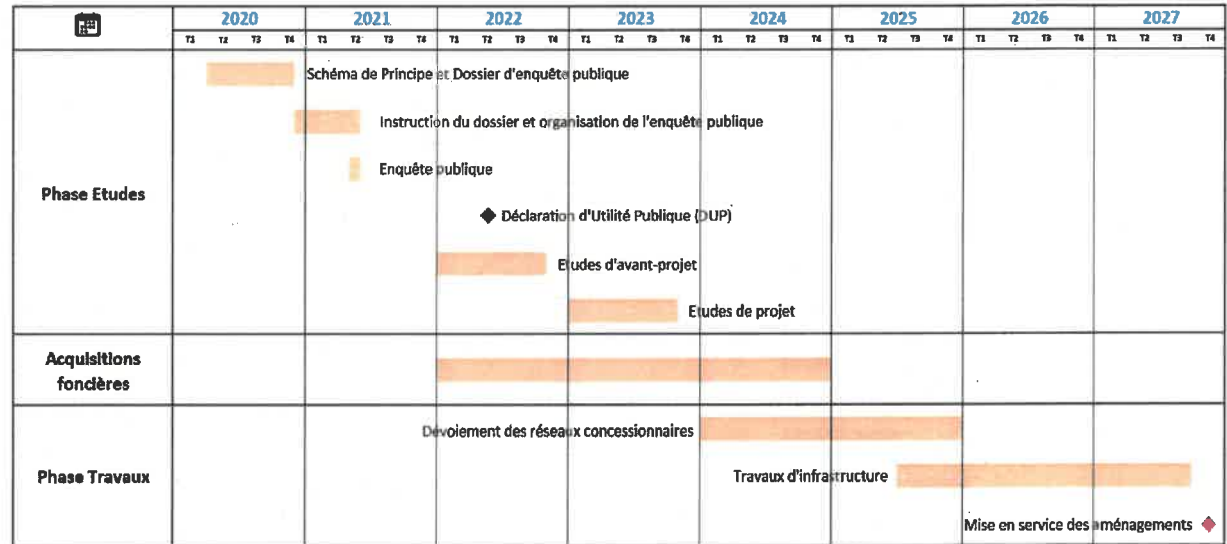 2020 2021 2022 2023 2024 2025 2026 2027
T1 T2 T3 T4 T1 T2 T3 T4 T1 T2 T3 T4 T1 T2 T3 T4 T1 T2 T3 T4 T1 T2 T3 T4 T1 T2 T3 T4 T1 T2 T3 T4
Schéma de Principe et Dossier d'enquête publique
Instruction du dossier et organisation de l'enquête publique
Enquête publique
Phase Etudes
Déclaration d'Utilité Publique (DUP)
Etudes d'avant-projet
Etudes de projet
Acquisitions
foncières
Dévoiement des réseaux concessionnaires
Phase Travaux
Travaux d'infrastructure
Mise en service des aménagements